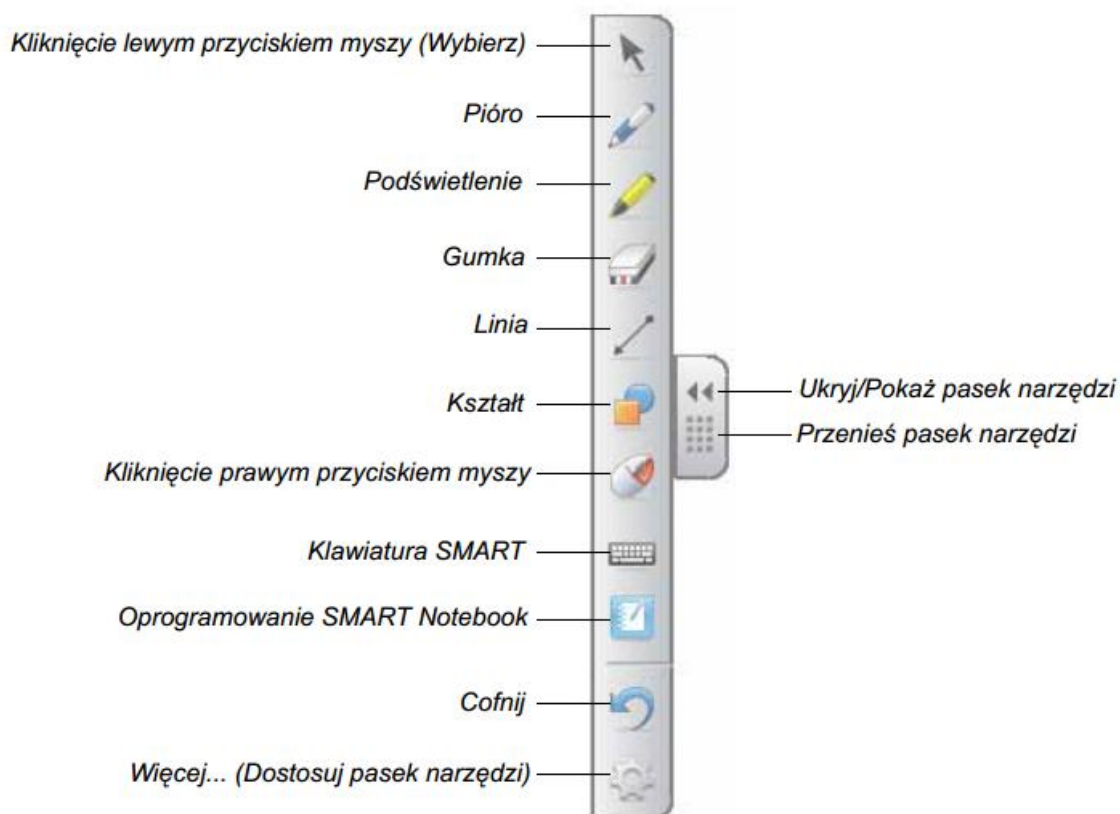 Kliknięcie lewym przyciskiem myszy (Wybierz)
Pióro
Podświetlenie
Gumka
Linia
Kształt
Kliknięcie prawym przyciskiem myszy
Klawiatura SMART
Oprogramowanie SMART Notebook
Cofnij
Więcej... (Dostosuj pasek narzędzi)
Ukryj/Pokaż pasek narzędzi
Przenieś pasek narzędzi